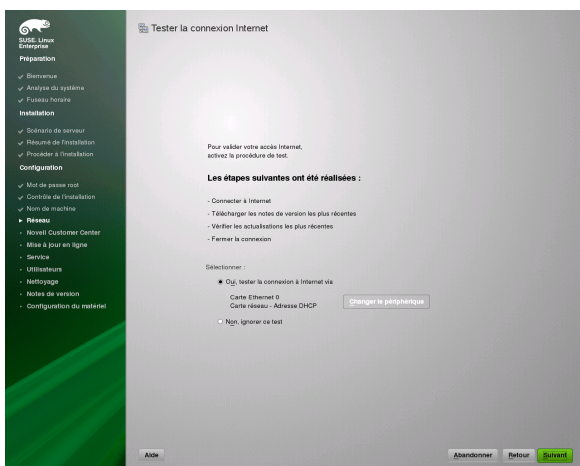 SUSE. Linux
Enterprise
Préparation
Bienvenue
Analyse du système
Fuseau horaire
Installation
Scénario de serveur
Résumé de l'installation
Procéder à l'installation
Configuration
Mot de passe root
Contrôle de l'installation
Nom de machine
Réseau
Novell Customer Center
Mise à jour en ligne
Service
Utilisateurs
Nettoyage
Notes de version
Configuration du matériel
Tester la connexion Internet
Pour valider votre accès Internet,
activez la procédure de test.
Les étapes suivantes ont été réalisées :
- Connecter à Internet
- Télécharger les notes de version les plus récentes
- Vérifier les actualisations les plus récentes
- Fermer la connexion
Sélectionner :
Oui, tester la connexion à Internet via
Carte Ethernet 0
Carte réseau - Adresse DHCP
Changer le périphérique
Non, ignorer ce test
Aide
Abandonner
Retour
Suivant